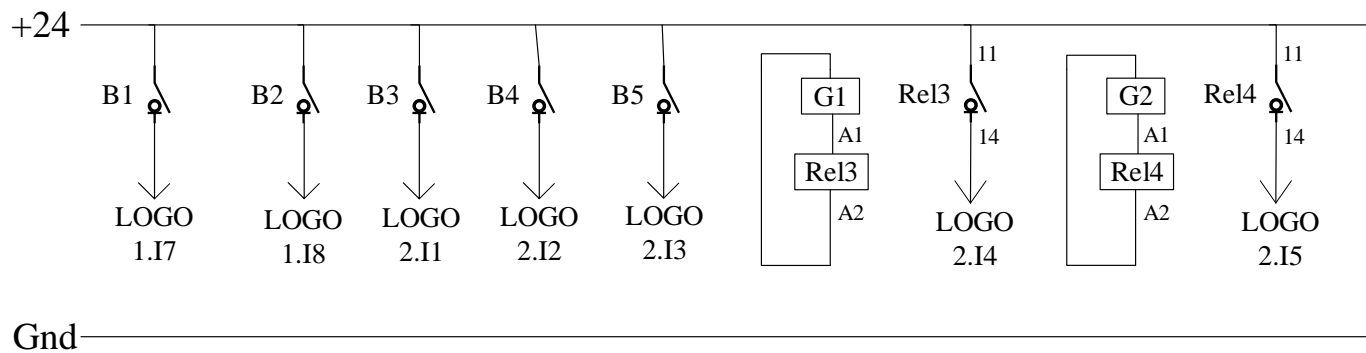 +24
B1
B2
B3
B4
B5
G1
A1
Rel3
A2
Rel3
11
14
G2
A1
Rel4
A2
Rel4
11
14
LOGO
1.I7
LOGO
1.I8
LOGO
2.I1
LOGO
2.I2
LOGO
2.I3
LOGO
2.I4
LOGO
2.I5
Gnd